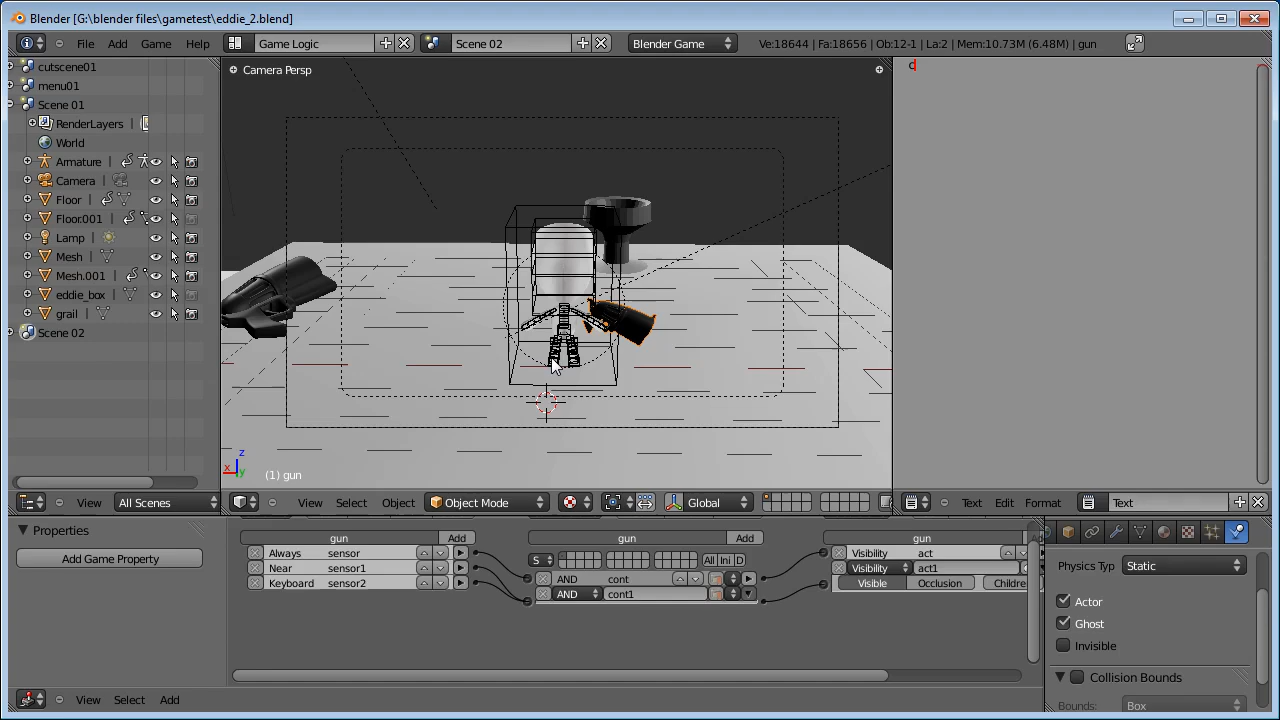 Blender [G:\blender files\gametest\eddie_2.blend]
File Add Game Help Game Logic Scene 02 Blender Game Ve:18644 | Fa:18656 | Ob:12-1 | La:2 | Mem:10.73M (6.48M) | gun
cutscene01
menu01
Scene 01
RenderLayers |
World
Armature |
Camera |
Floor |
Floor.001 |
Lamp |
Mesh |
Mesh.001 |
eddie_box |
grail |
Scene 02
Camera Persp
z
x y
(1) gun
d
View All Scenes
View Select Object Object Mode Global
Text Edit Format Text
Properties
Add Game Property
gun Add
Always sensor
Near sensor1
Keyboard sensor2
gun Add
S All Ini D
AND cont
AND cont1
gun
Visibility act
Visibility act1
Visible Occlusion Childre
Physics Typ Static
Actor
Ghost
Invisible
Collision Bounds
Bounds: Box
View Select Add